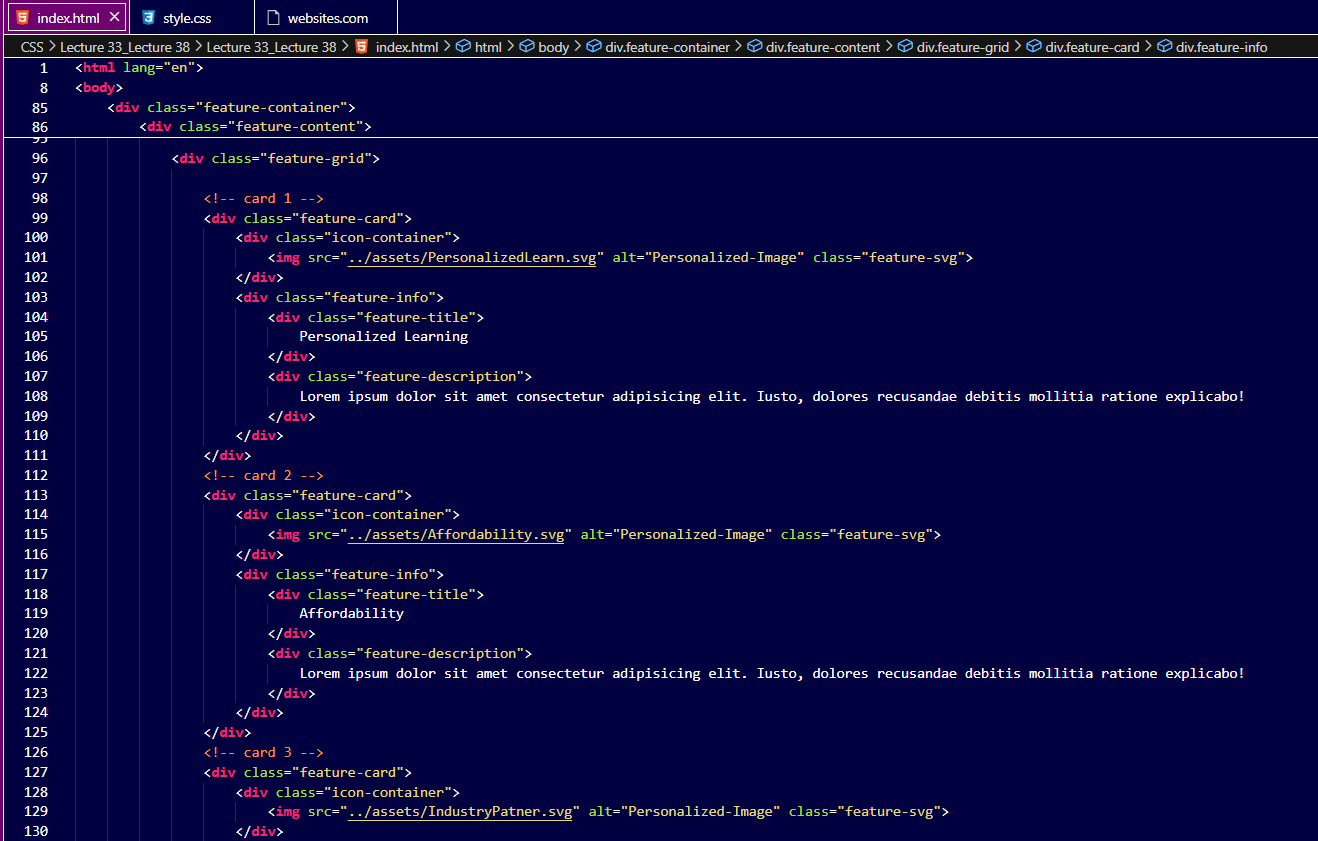 index.html
style.css
websites.com
CSS > Lecture 33_Lecture 38 > Lecture 33_Lecture 38 > index.html > html > body > div.feature-container > div.feature-content > div.feature-grid > div.feature-card > div.feature-info
1 <html lang="en">
8 <body>
85 <div class="feature-container">
86 <div class="feature-content">
95
96 <div class="feature-grid">
97
98 <!-- card 1 -->
99 <div class="feature-card">
100 <div class="icon-container">
101 <img src="../assets/PersonalizedLearn.svg" alt="Personalized-Image" class="feature-svg">
102 </div>
103 <div class="feature-info">
104 <div class="feature-title">
105 Personalized Learning
106 </div>
107 <div class="feature-description">
108 Lorem ipsum dolor sit amet consectetur adipisicing elit. Iusto, dolores recusandae debitis mollitia ratione explicabo!
109 </div>
110 </div>
111 </div>
112 <!-- card 2 -->
113 <div class="feature-card">
114 <div class="icon-container">
115 <img src="../assets/Affordability.svg" alt="Personalized-Image" class="feature-svg">
116 </div>
117 <div class="feature-info">
118 <div class="feature-title">
119 Affordability
120 </div>
121 <div class="feature-description">
122 Lorem ipsum dolor sit amet consectetur adipisicing elit. Iusto, dolores recusandae debitis mollitia ratione explicabo!
123 </div>
124 </div>
125 </div>
126 <!-- card 3 -->
127 <div class="feature-card">
128 <div class="icon-container">
129 <img src="../assets/IndustryPatner.svg" alt="Personalized-Image" class="feature-svg">
130 </div>